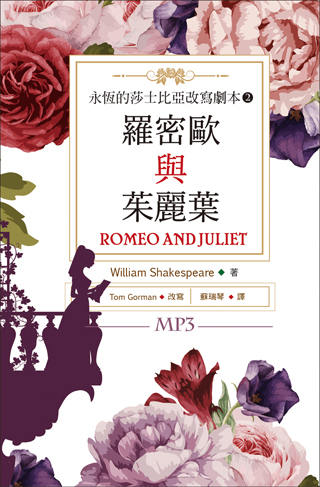 永恆的莎士比亞改寫劇本❷
羅密歐
與
茱麗葉
ROMEO AND JULIET
William Shakespeare ◆ 著
Tom Gorman ◆ 改寫 | 蘇瑞琴 ◆ 譯
MP3